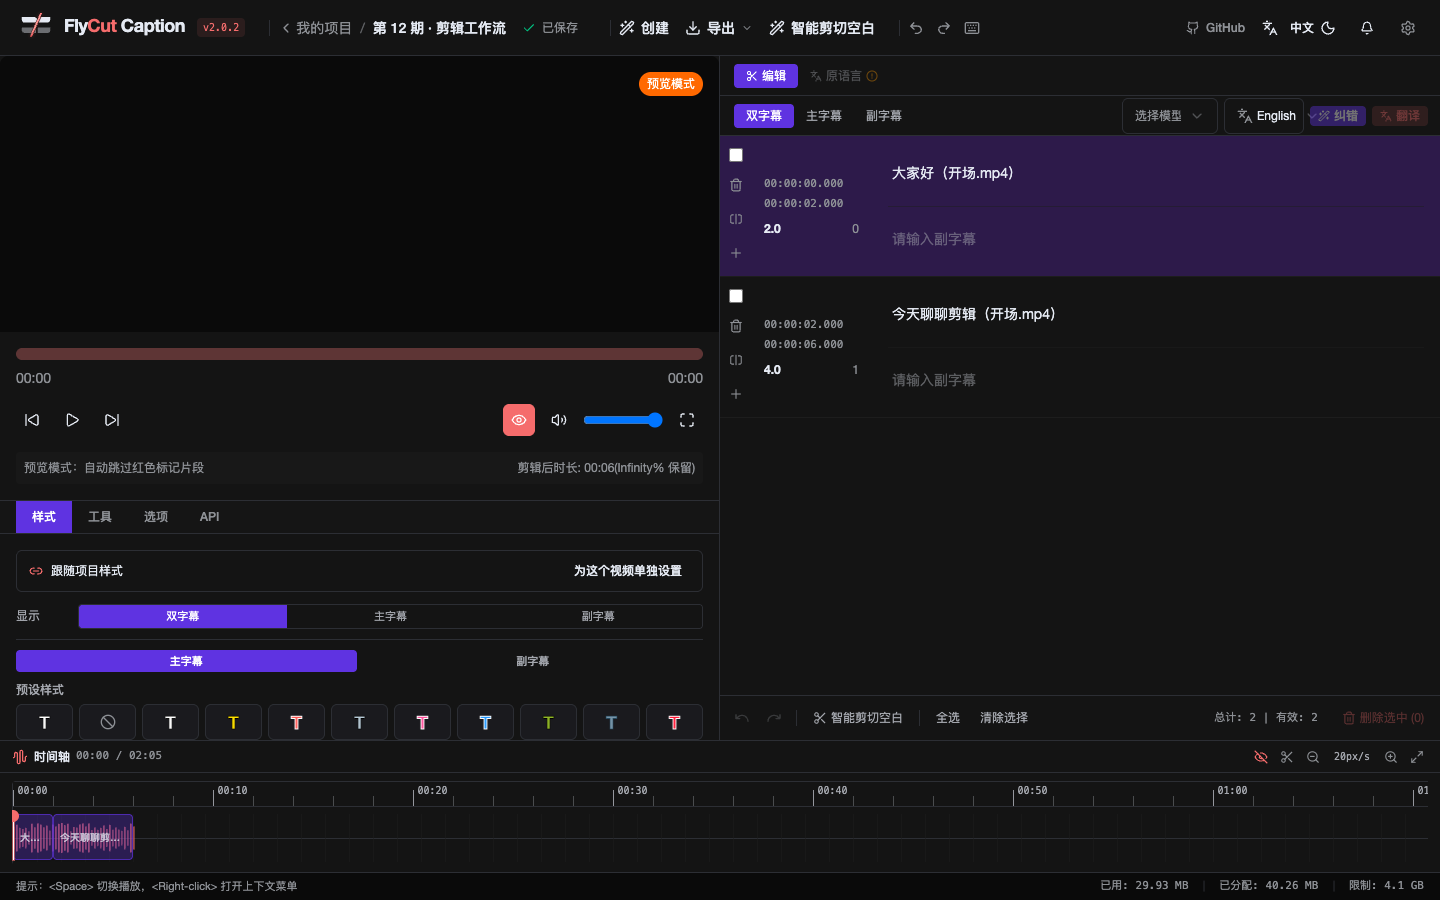 FlyCut Caption v2.0.2
我的项目 / 第 12 期 · 剪辑工作流 已保存
创建 导出 智能剪切空白
GitHub 中文
预览模式
00:00 00:00
预览模式：自动跳过红色标记片段 剪辑后时长: 00:06(Infinity% 保留)
样式 工具 选项 API
跟随项目样式 为这个视频单独设置
显示 双字幕 主字幕 副字幕
主字幕 副字幕
预设样式
T T T T T T T T T T
编辑 原语言
双字幕 主字幕 副字幕 选择模型 English 纠错 翻译
大家好（开场.mp4）
00:00:00.000
00:00:02.000
2.0 0
请输入副字幕
今天聊聊剪辑（开场.mp4）
00:00:02.000
00:00:06.000
4.0 1
请输入副字幕
智能剪切空白 全选 清除选择 总计: 2 | 有效: 2 删除选中 (0)
时间轴 00:00 / 02:05 20px/s
00:00 00:10 00:20 00:30 00:40 00:50 01:00 01
大... 今天聊聊剪...
提示：<Space> 切换播放，<Right-click> 打开上下文菜单 已用: 29.93 MB 已分配: 40.26 MB 限制: 4.1 GB